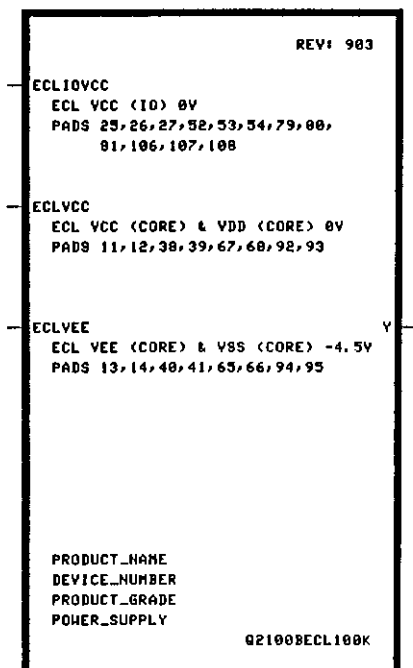 REV: 903
ECLIOVCC
ECL VCC (IO) 0V
PADS 25,26,27,52,53,54,79,80,
81,106,107,108
ECLVCC
ECL VCC (CORE) & VDD (CORE) 0V
PADS 11,12,38,39,67,68,92,93
ECLVEE Y
ECL VEE (CORE) & VSS (CORE) -4.5V
PADS 13,14,40,41,65,66,94,95
PRODUCT_NAME
DEVICE_NUMBER
PRODUCT_GRADE
POWER_SUPPLY
Q2100BECL100K